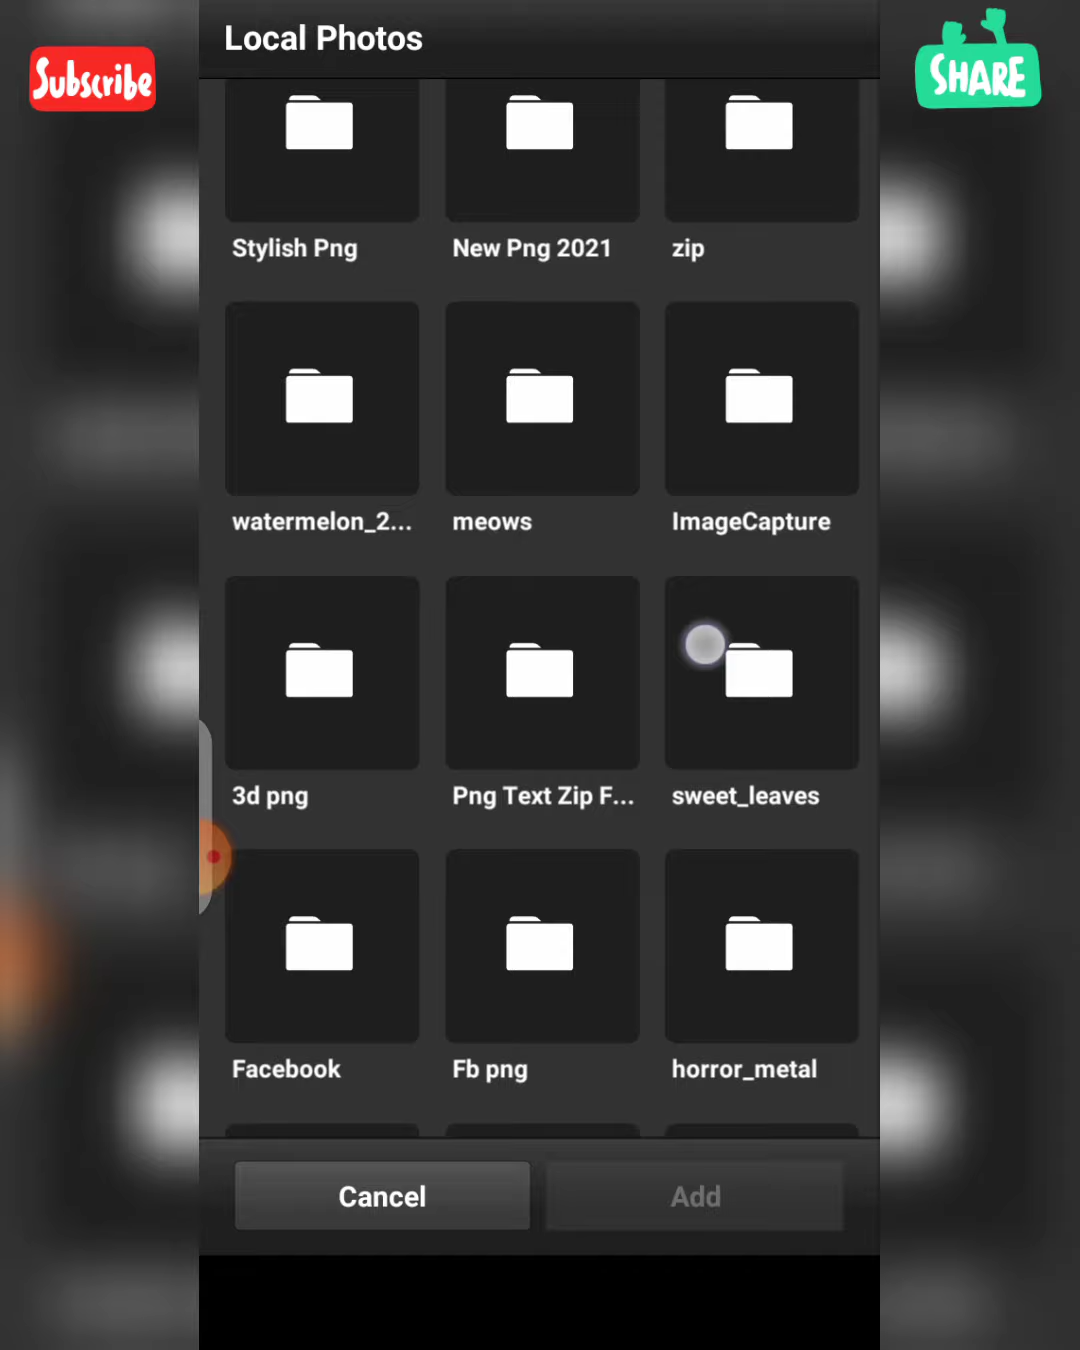 Local Photos
Subscribe
SHARE
Stylish Png
New Png 2021
zip
watermelon_2...
meows
ImageCapture
3d png
Png Text Zip F...
sweet_leaves
Facebook
Fb png
horror_metal
Cancel
Add